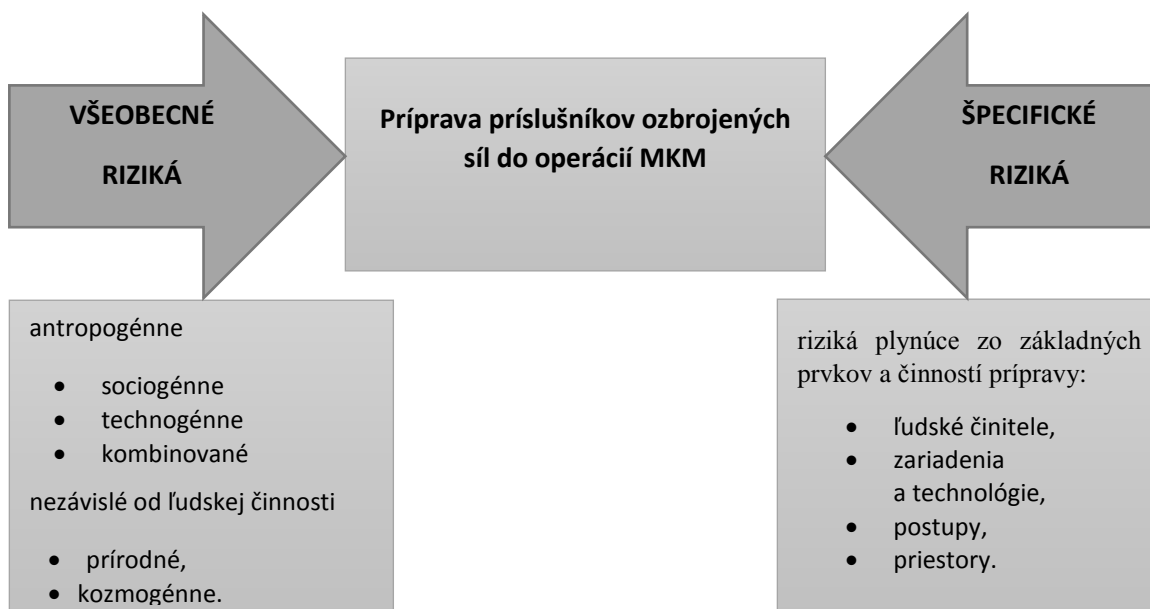 VŠEOBECNÉ
RIZIKÁ
Príprava príslušníkov ozbrojených
síl do operácií MKM
ŠPECIFICKÉ
RIZIKÁ
antropogénne
• sociogénne
• technogénne
• kombinované
nezávislé od ľudskej činnosti
• prírodné,
• kozmogénne.
riziká plynúce zo základných
prvkov a činností prípravy:
• ľudské činitele,
• zariadenia
a technológie,
• postupy,
• priestory.